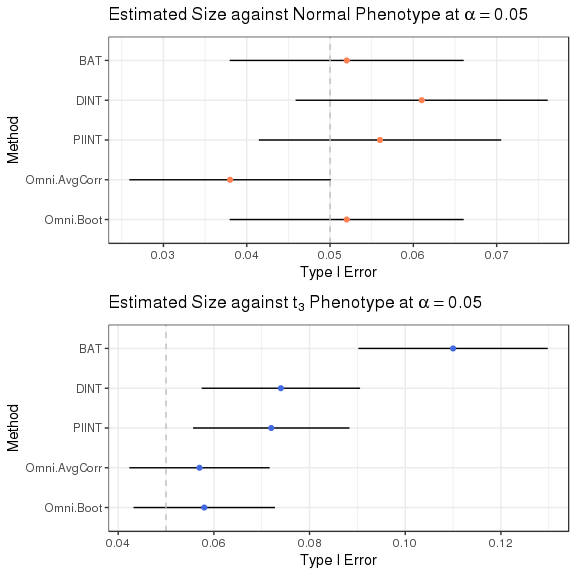 Estimated Size against Normal Phenotype at α = 0.05
Method
BAT
DINT
PIINT
Omni.AvgCorr
Omni.Boot
0.03 0.04 0.05 0.06 0.07
Type I Error
Estimated Size against t₃ Phenotype at α = 0.05
Method
BAT
DINT
PIINT
Omni.AvgCorr
Omni.Boot
0.04 0.06 0.08 0.10 0.12
Type I Error